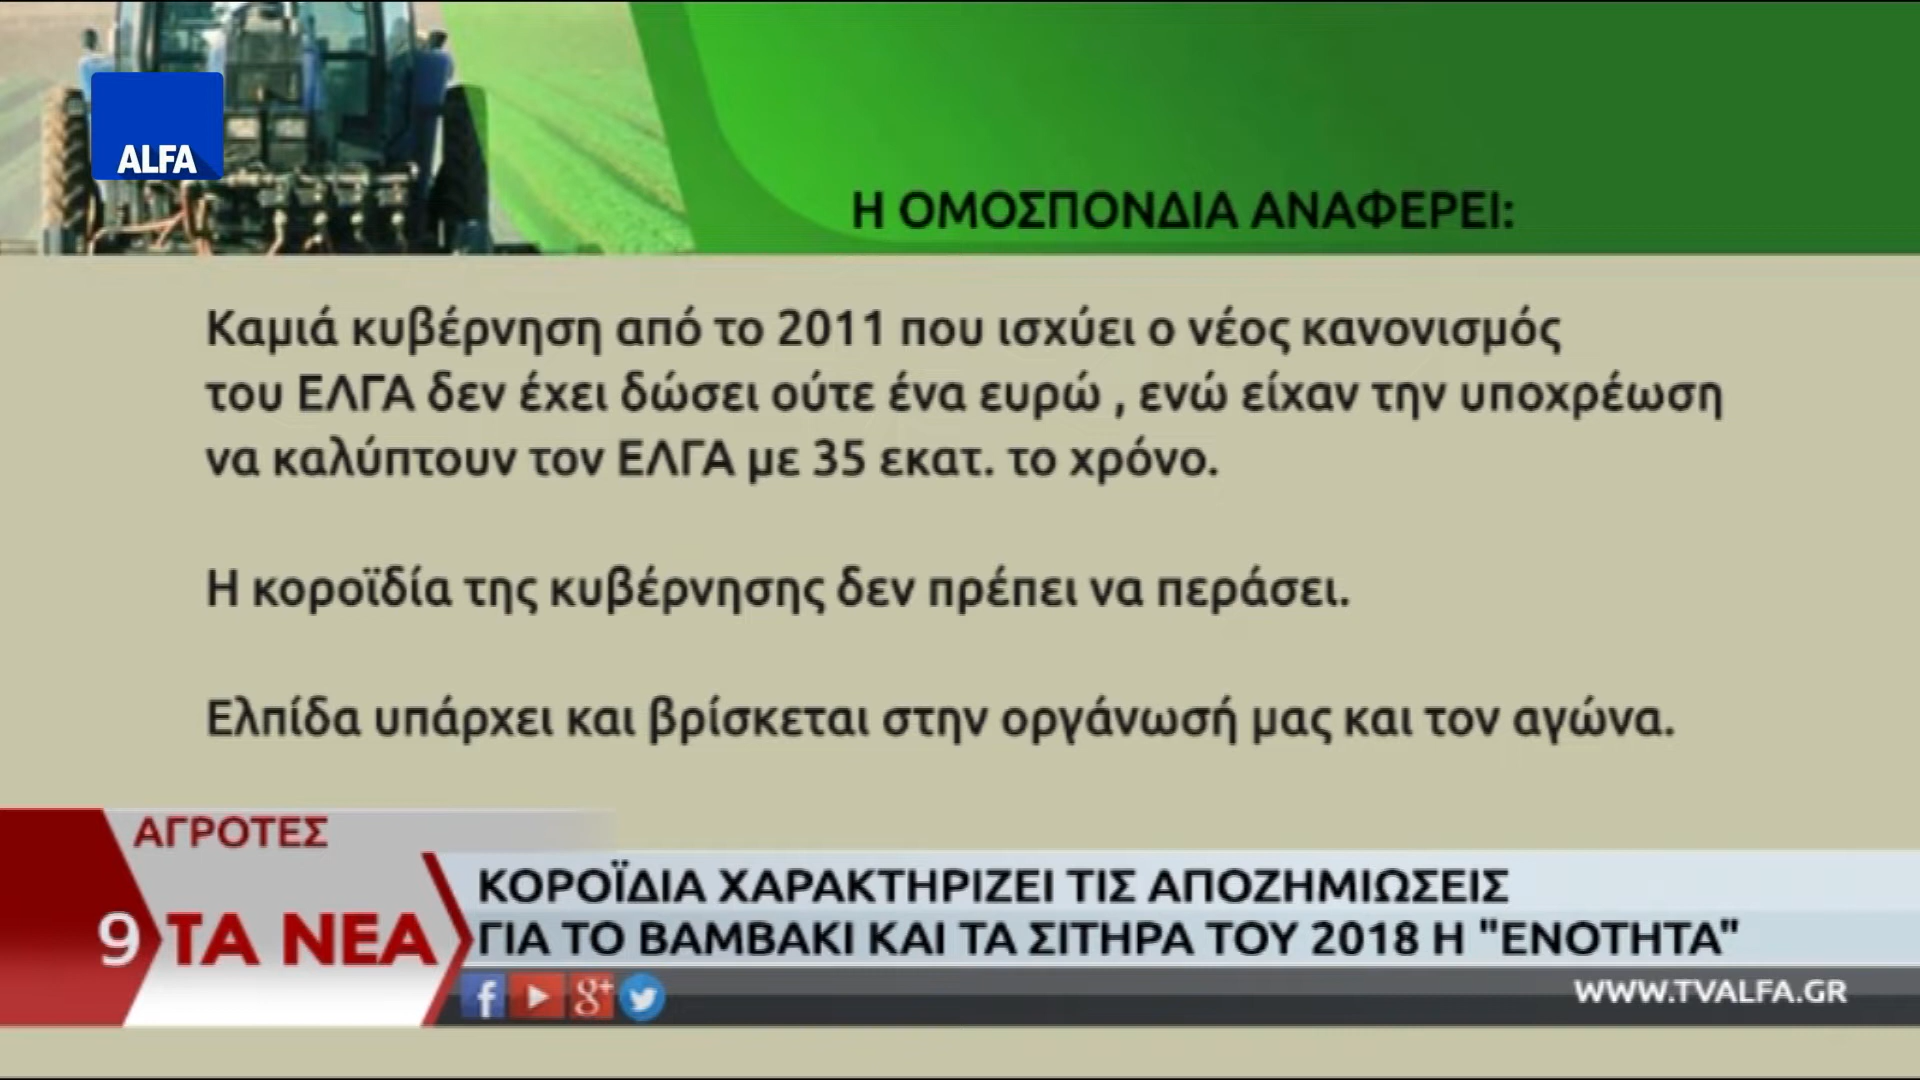 ALFA
Η ΟΜΟΣΠΟΝΔΙΑ ΑΝΑΦΕΡΕΙ:
Καμιά κυβέρνηση από το 2011 που ισχύει ο νέος κανονισμός
του ΕΛΓΑ δεν έχει δώσει ούτε ένα ευρώ , ενώ είχαν την υποχρέωση
να καλύπτουν τον ΕΛΓΑ με 35 εκατ. το χρόνο.
Η κοροϊδία της κυβέρνησης δεν πρέπει να περάσει.
Ελπίδα υπάρχει και βρίσκεται στην οργάνωσή μας και τον αγώνα.
ΑΓΡΟΤΕΣ
ΚΟΡΟΪΔΙΑ ΧΑΡΑΚΤΗΡΙΖΕΙ ΤΙΣ ΑΠΟΖΗΜΙΩΣΕΙΣ
ΓΙΑ ΤΟ ΒΑΜΒΑΚΙ ΚΑΙ ΤΑ ΣΙΤΗΡΑ ΤΟΥ 2018 Η "ΕΝΟΤΗΤΑ"
9 ΤΑ ΝΕΑ
f g+
WWW.TVALFA.GR